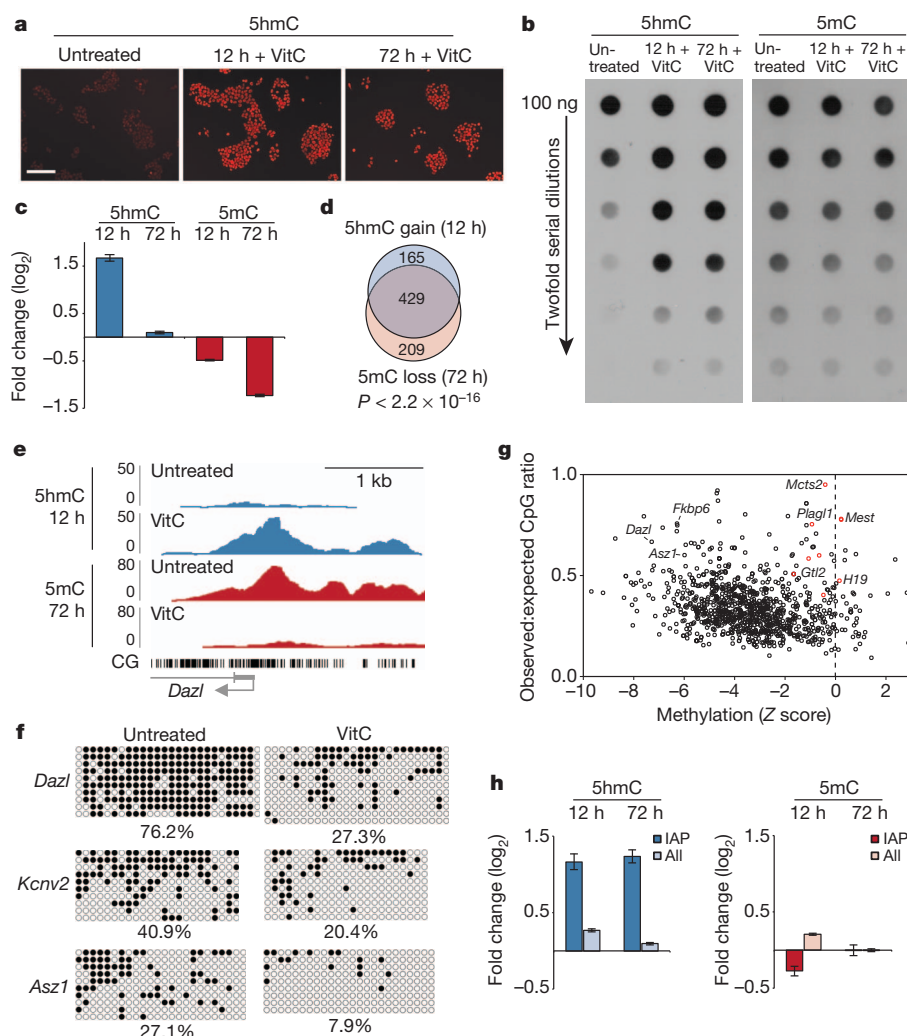 a
5hmC
Untreated 12 h + VitC 72 h + VitC
b
5hmC 5mC
Un-treated 12 h + VitC 72 h + VitC Un-treated 12 h + VitC 72 h + VitC
100 ng
Twofold serial dilutions
c
5hmC 5mC
12 h 72 h 12 h 72 h
Fold change (log2)
1.5
0.5
−0.5
−1.5
d
5hmC gain (12 h)
165
429
209
5mC loss (72 h)
P < 2.2 × 10−16
e
5hmC 12 h
5mC 72 h
50
0
Untreated
1 kb
50
0
VitC
80
0
Untreated
80
0
VitC
CG
Dazl
f
Untreated VitC
Dazl
76.2% 27.3%
Kcnv2
40.9% 20.4%
Asz1
27.1% 7.9%
g
Observed:expected CpG ratio
1.0
0.5
0.0
Mcts2
Fkbp6
Plagl1
Mest
Dazl
Asz1
Gtl2
H19
−10 −8 −6 −4 −2 0 2
Methylation (Z score)
h
5hmC
12 h 72 h
IAP
All
Fold change (log2)
1.5
0.5
−0.5
5mC
12 h 72 h
IAP
All
Fold change (log2)
1.5
0.5
−0.5